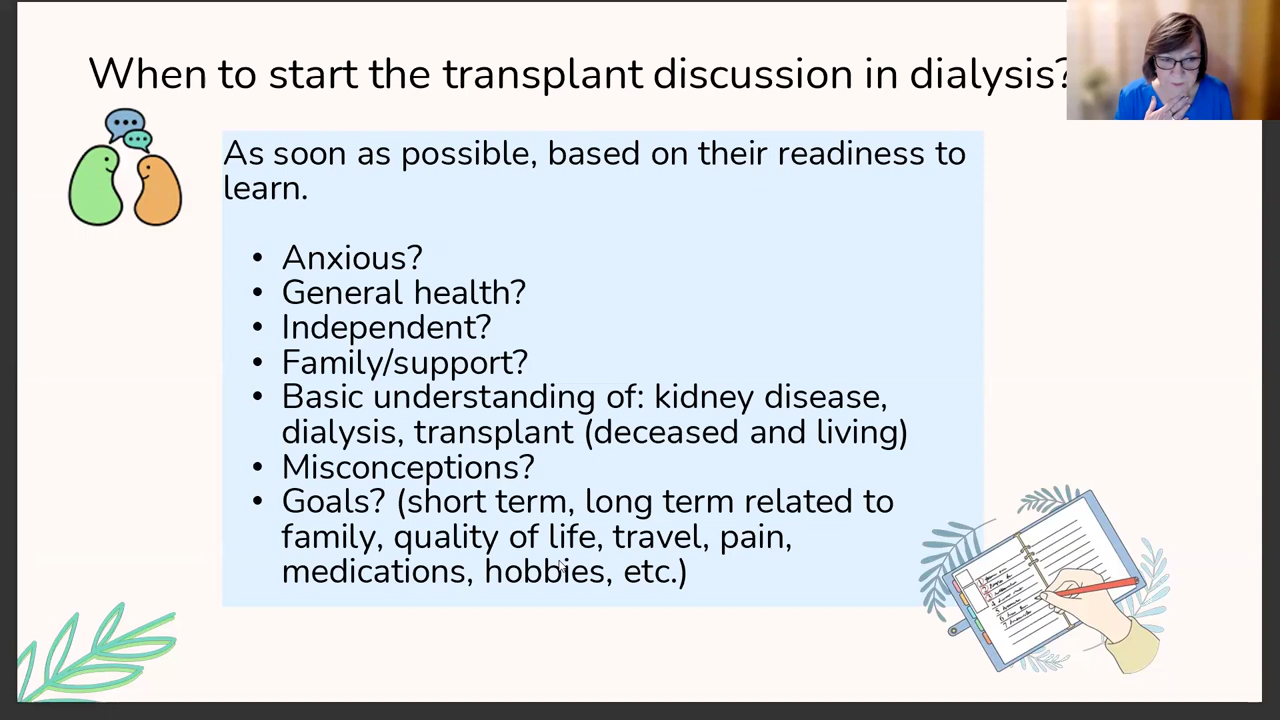 When to start the transplant discussion in dialysis?
As soon as possible, based on their readiness to
learn.
• Anxious?
• General health?
• Independent?
• Family/support?
• Basic understanding of: kidney disease,
dialysis, transplant (deceased and living)
• Misconceptions?
• Goals? (short term, long term related to
family, quality of life, travel, pain,
medications, hobbies, etc.)